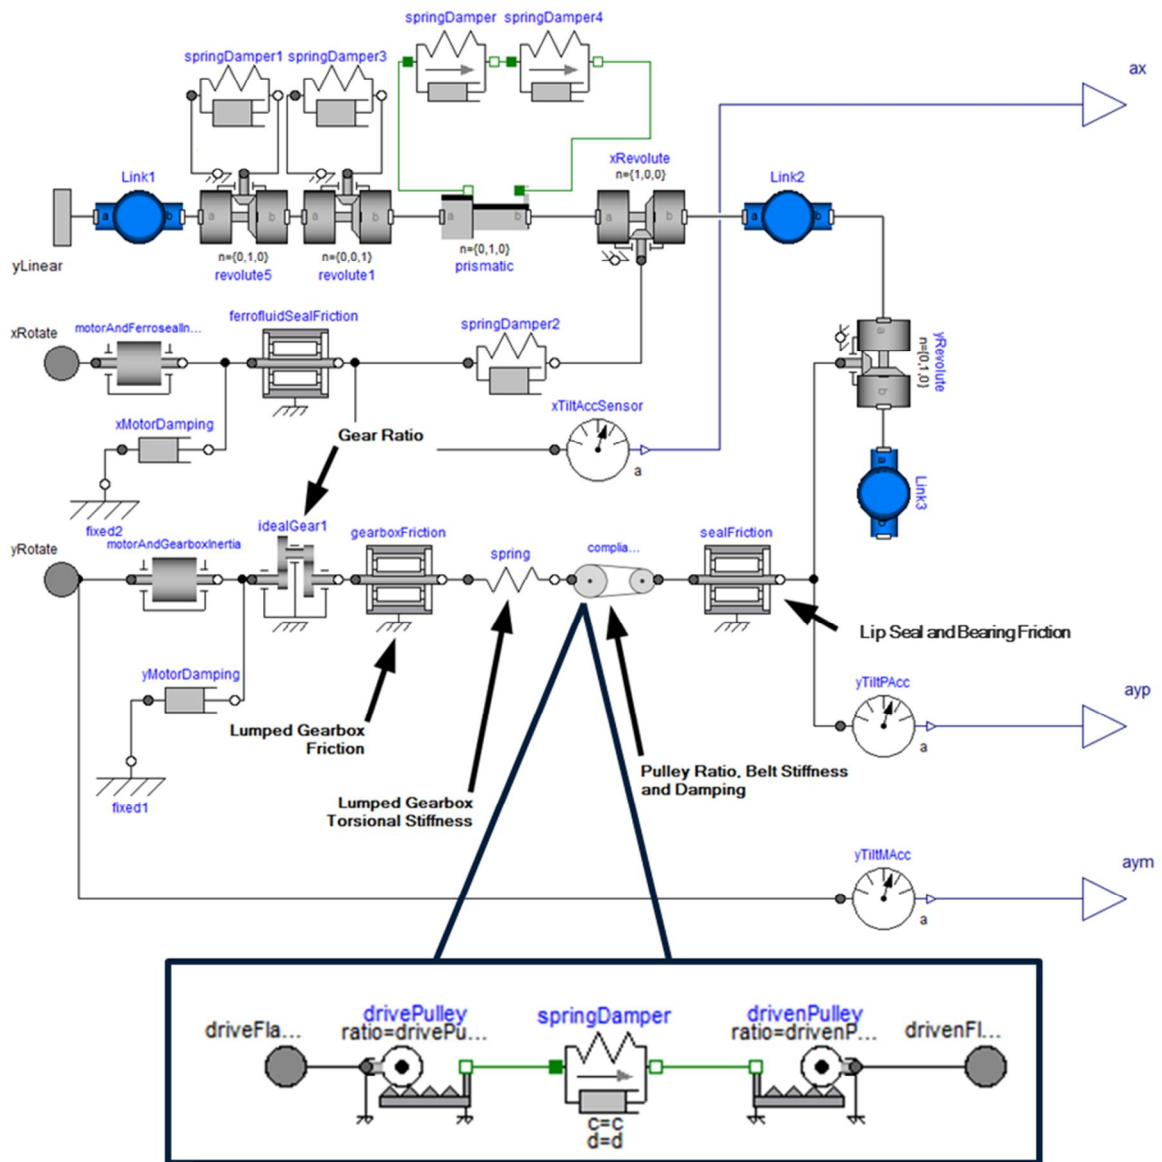 springDamper springDamper4
springDamper1 springDamper3
ax
xRevolute
n={1,0,0}
Link1
Link2
a b
a b
a b
a b
a b
a b
yLinear
n={0,1,0}
revolute5
n={0,0,1}
revolute1
n={0,1,0}
prismatic
xRotate
motorAndFerrosealIn...
ferrofluidSealFriction
springDamper2
yRevolute
n={0,1,0}
a
b
xMotorDamping
Gear Ratio
xTiltAccSensor
a
Link3
a
b
fixed2
yRotate
motorAndGearboxInertia
idealGear1
gearboxFriction
spring
complia...
sealFriction
Lip Seal and Bearing Friction
yMotorDamping
yTiltPAcc
ayp
a
Lumped Gearbox
Friction
fixed1
Pulley Ratio, Belt Stiffness
and Damping
Lumped Gearbox
Torsional Stiffness
yTiltMAcc
aym
a
driveFla...
drivePulley
ratio=drivePu...
springDamper
c=c
d=d
drivenPulley
ratio=drivenP...
drivenFl...